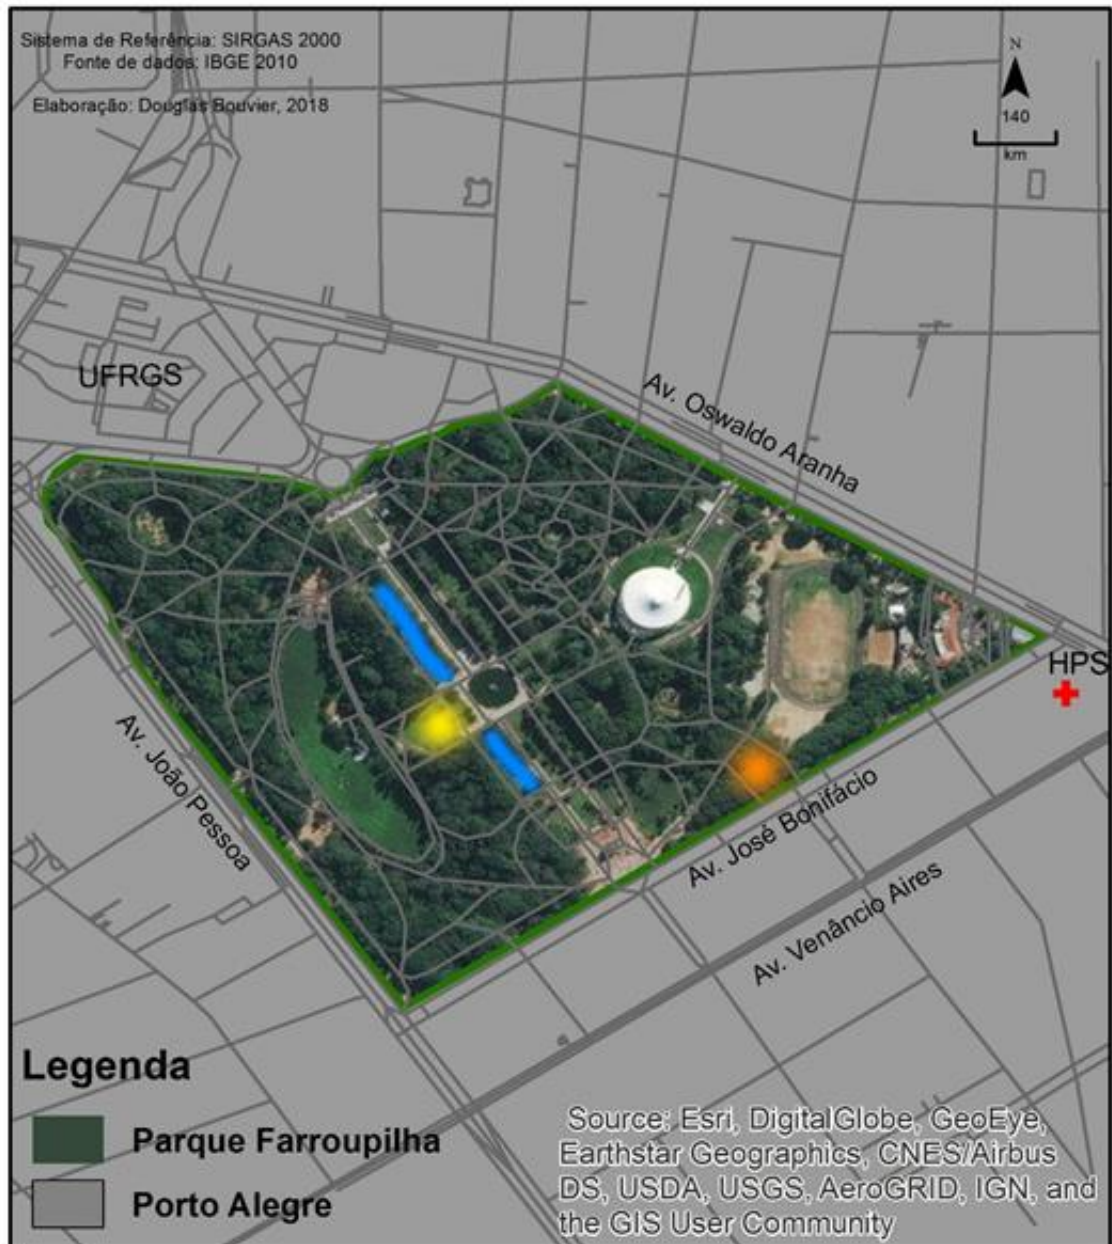 Sistema de Referência: SIRGAS 2000
Fonte de dados: IBGE 2010
Elaboração: Douglas Bouvier, 2018
N
140
km
UFRGS
Av. Oswaldo Aranha
HPS
Av. João Pessoa
Av. José Bonifácio
Av. Venâncio Aires
Legenda
Parque Farroupilha
Porto Alegre
Source: Esri, DigitalGlobe, GeoEye,
Earthstar Geographics, CNES/Airbus
DS, USDA, USGS, AeroGRID, IGN, and
the GIS User Community